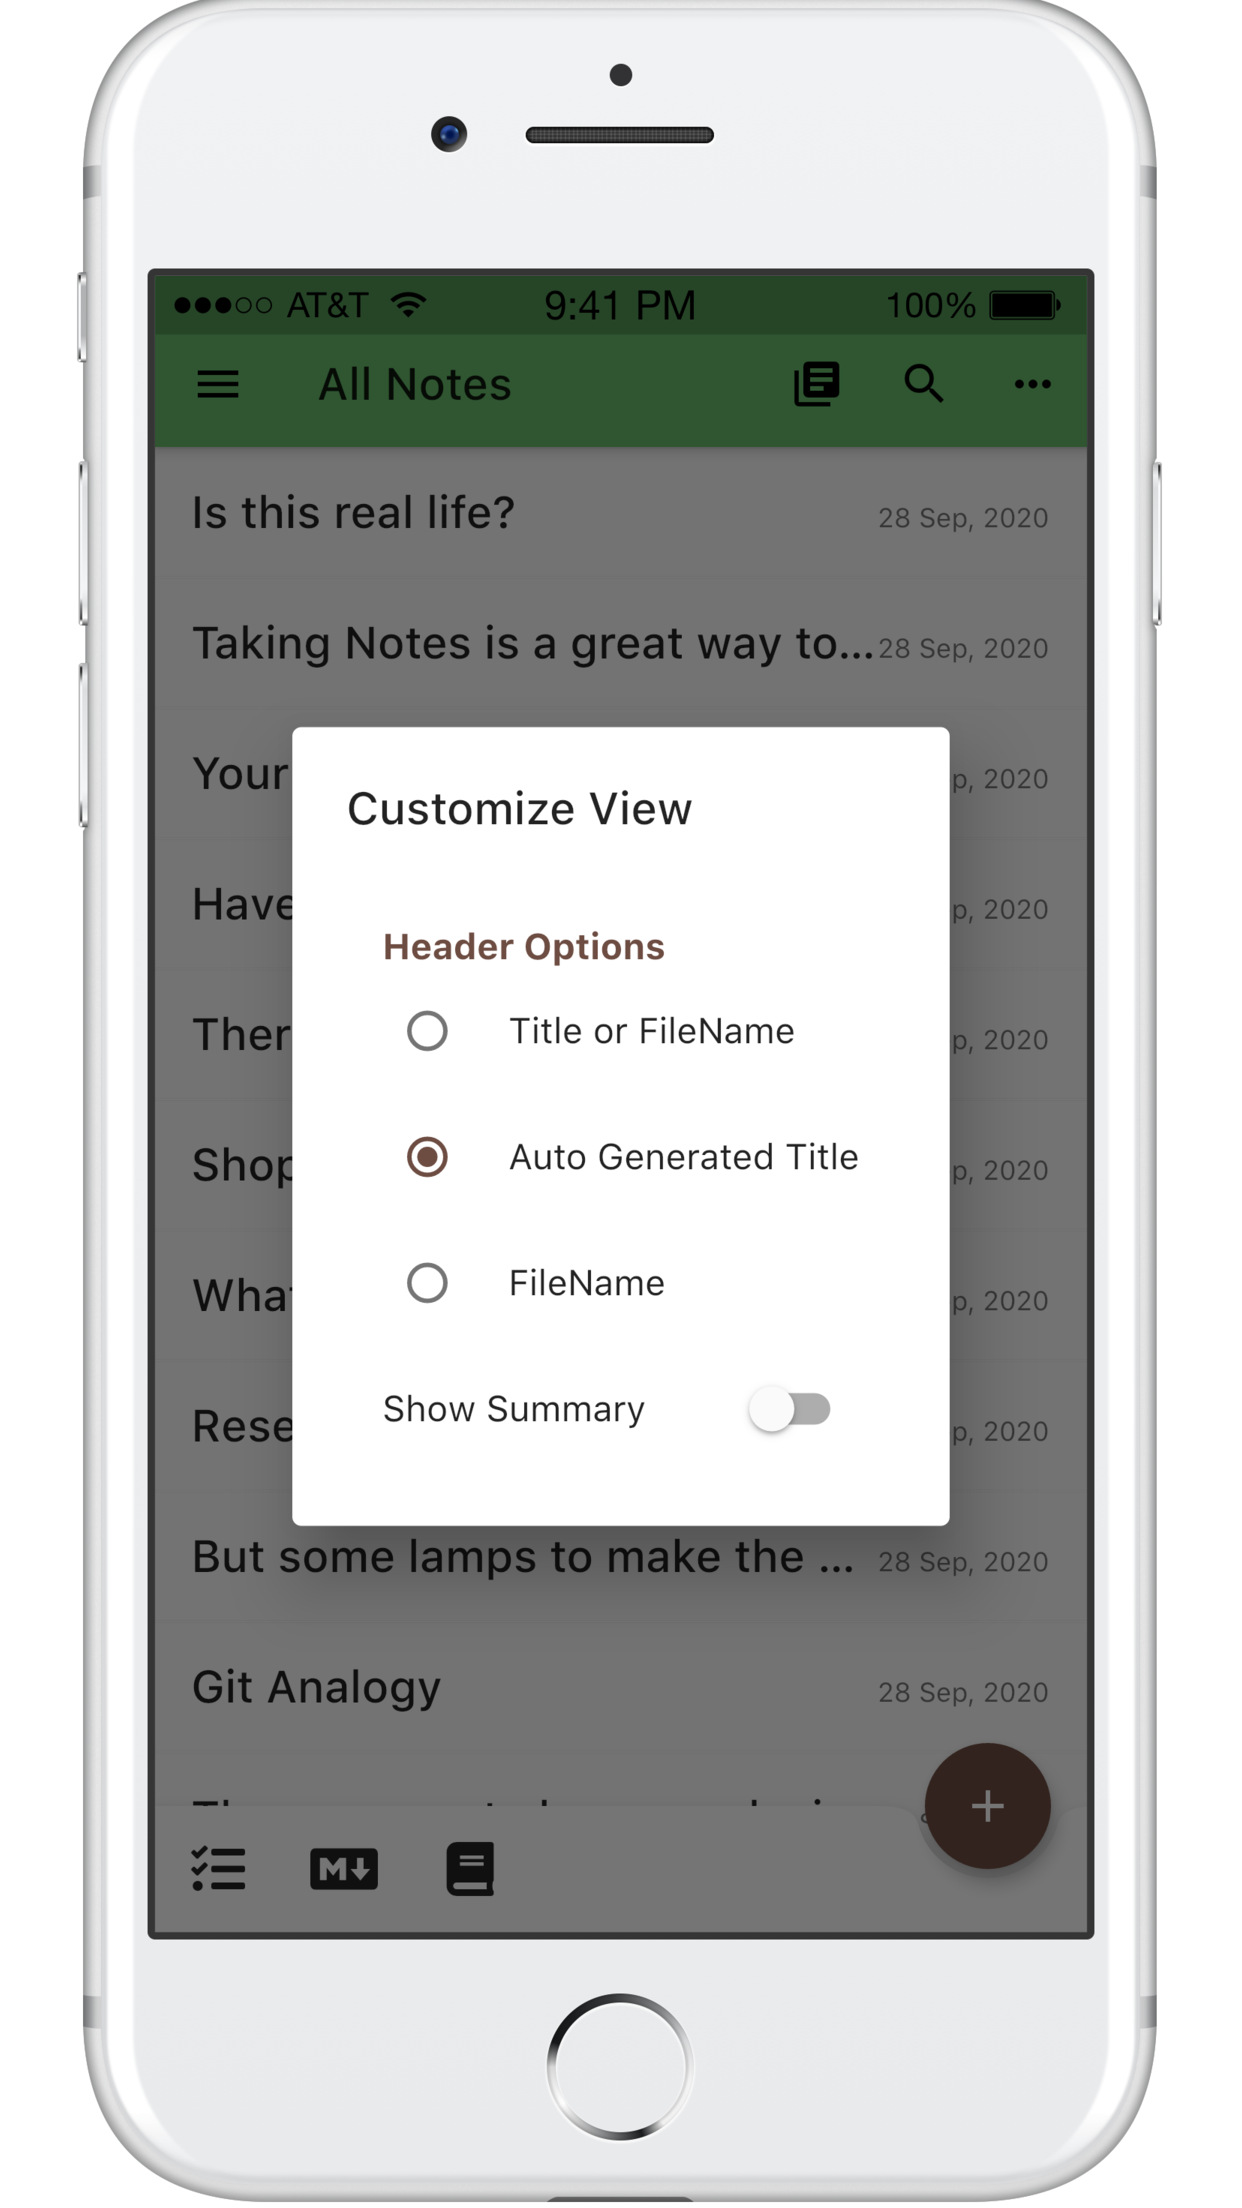 AT&T 9:41 PM 100%
All Notes
Is this real life? 28 Sep, 2020
Taking Notes is a great way to... 28 Sep, 2020
Your p, 2020
Customize View
Have p, 2020
Header Options
Title or FileName
Ther p, 2020
Auto Generated Title
Shop p, 2020
FileName
What p, 2020
Show Summary
Rese p, 2020
But some lamps to make the ... 28 Sep, 2020
Git Analogy 28 Sep, 2020
+
M